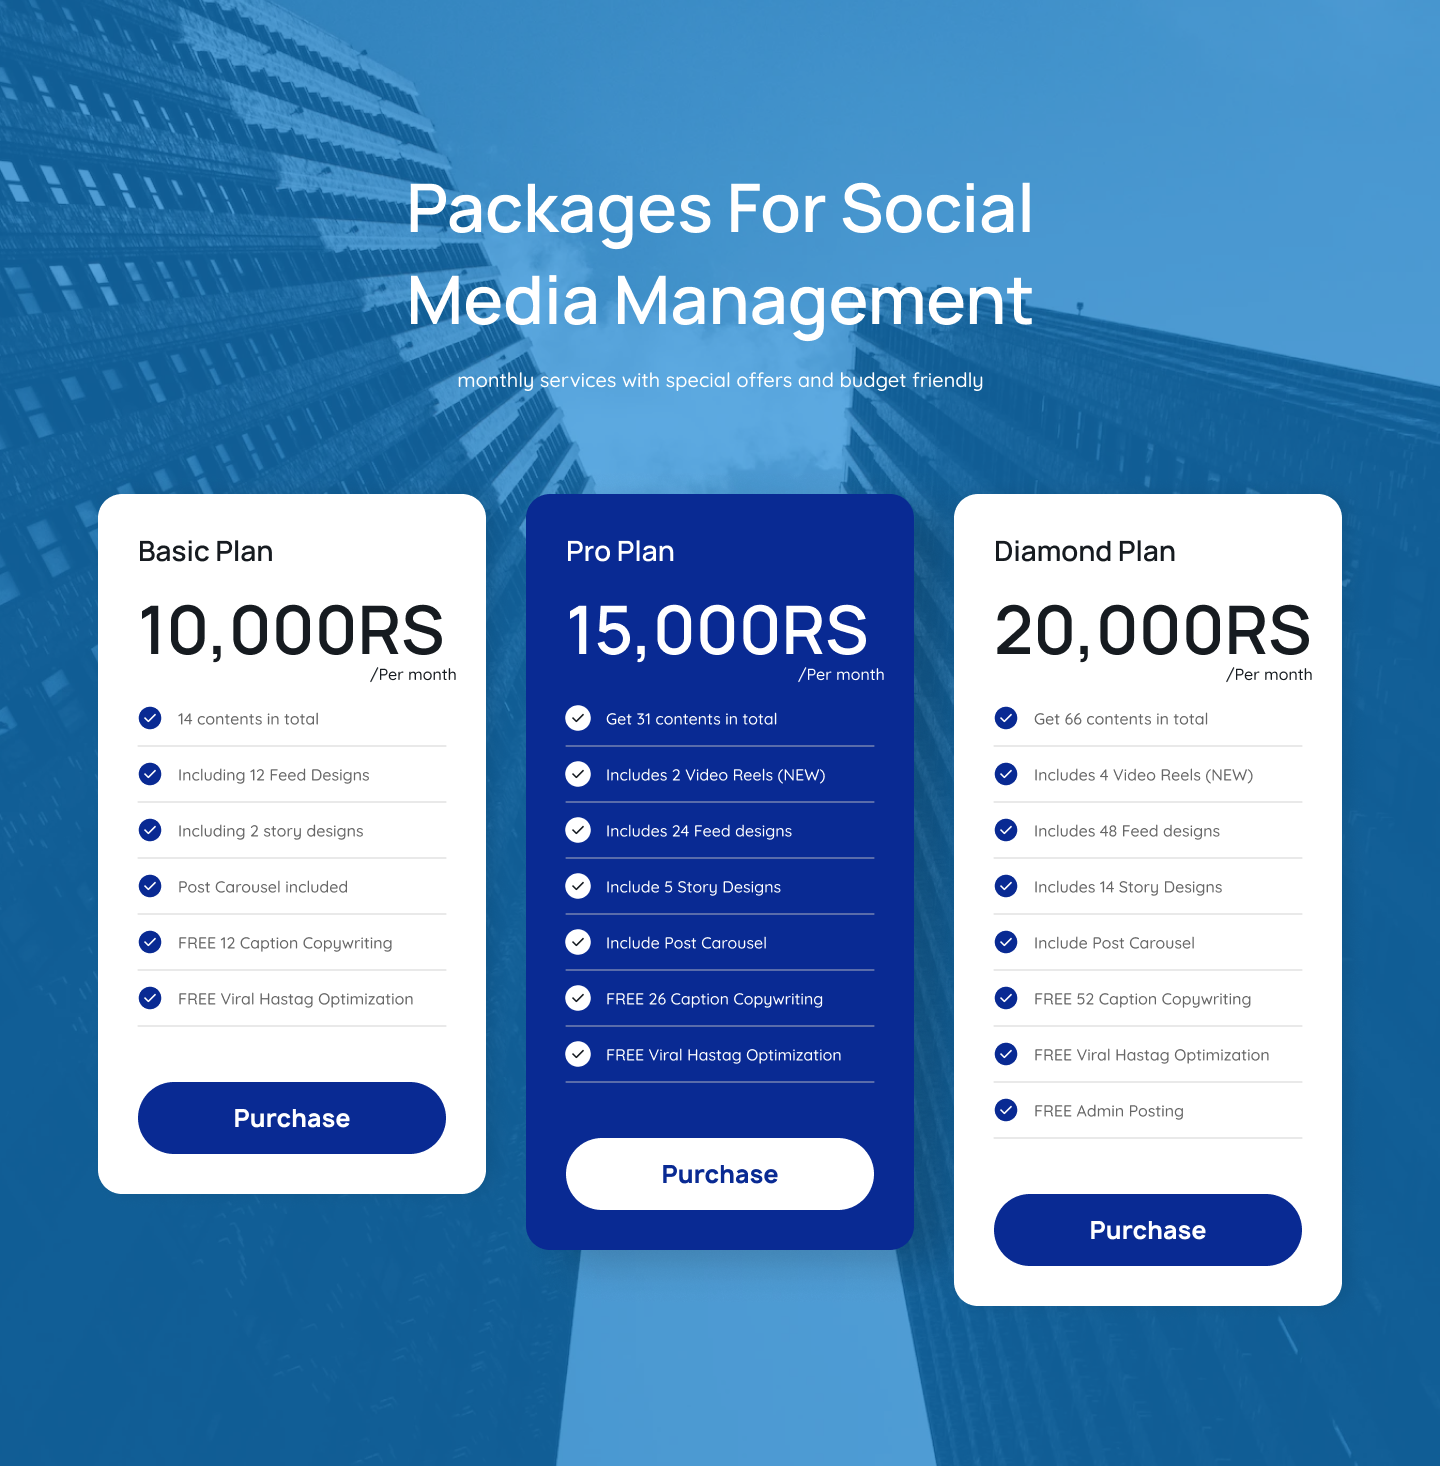 Packages For Social
Media Management
monthly services with special offers and budget friendly
Basic Plan
10,000RS
/Per month
14 contents in total
Including 12 Feed Designs
Including 2 story designs
Post Carousel included
FREE 12 Caption Copywriting
FREE Viral Hastag Optimization
Purchase
Pro Plan
15,000RS
/Per month
Get 31 contents in total
Includes 2 Video Reels (NEW)
Includes 24 Feed designs
Include 5 Story Designs
Include Post Carousel
FREE 26 Caption Copywriting
FREE Viral Hastag Optimization
Purchase
Diamond Plan
20,000RS
/Per month
Get 66 contents in total
Includes 4 Video Reels (NEW)
Includes 48 Feed designs
Includes 14 Story Designs
Include Post Carousel
FREE 52 Caption Copywriting
FREE Viral Hastag Optimization
FREE Admin Posting
Purchase